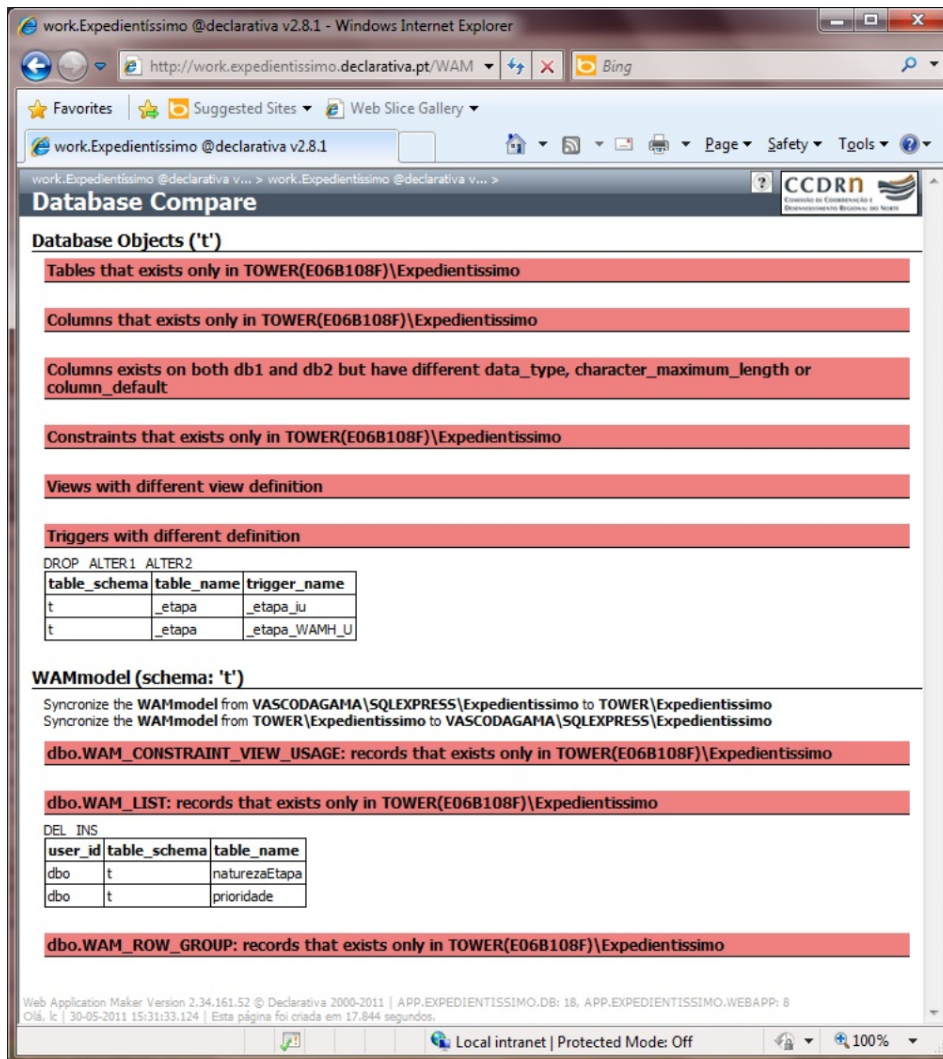 work.Expedientíssimo @declarativa v2.8.1 - Windows Internet Explorer
http://work.expedientissimo.declarativa.pt/WAM
Bing
Favorites
Suggested Sites
Web Slice Gallery
work.Expedientíssimo @declarativa v2.8.1
Page
Safety
Tools
work.Expedientíssimo @declarativa v... > work.Expedientíssimo @declarativa v... >
Database Compare
CCDRn
Comissão de Coordenação e
Desenvolvimento Regional do Norte
Database Objects ('t')
Tables that exists only in TOWER(E06B108F)\Expedientissimo
Columns that exists only in TOWER(E06B108F)\Expedientissimo
Columns exists on both db1 and db2 but have different data_type, character_maximum_length or
column_default
Constraints that exists only in TOWER(E06B108F)\Expedientissimo
Views with different view definition
Triggers with different definition
DROP ALTER1 ALTER2
table_schema table_name trigger_name
t _etapa _etapa_iu
t _etapa _etapa_WAMH_U
WAMmodel (schema: 't')
Syncronize the WAMmodel from VASCODAGAMA\SQLEXPRESS\Expedientissimo to TOWER\Expedientissimo
Syncronize the WAMmodel from TOWER\Expedientissimo to VASCODAGAMA\SQLEXPRESS\Expedientissimo
dbo.WAM_CONSTRAINT_VIEW_USAGE: records that exists only in TOWER(E06B108F)\Expedientissimo
dbo.WAM_LIST: records that exists only in TOWER(E06B108F)\Expedientissimo
DEL INS
user_id table_schema table_name
dbo t naturezaEtapa
dbo t prioridade
dbo.WAM_ROW_GROUP: records that exists only in TOWER(E06B108F)\Expedientissimo
Web Application Maker Version 2.34.161.52 © Declarativa 2000-2011 | APP.EXPEDIENTISSIMO.DB: 18, APP.EXPEDIENTISSIMO.WEBAPP: 8
Olá, lc | 30-05-2011 15:31:33.124 | Esta página foi criada em 17.844 segundos.
Local intranet | Protected Mode: Off
100%